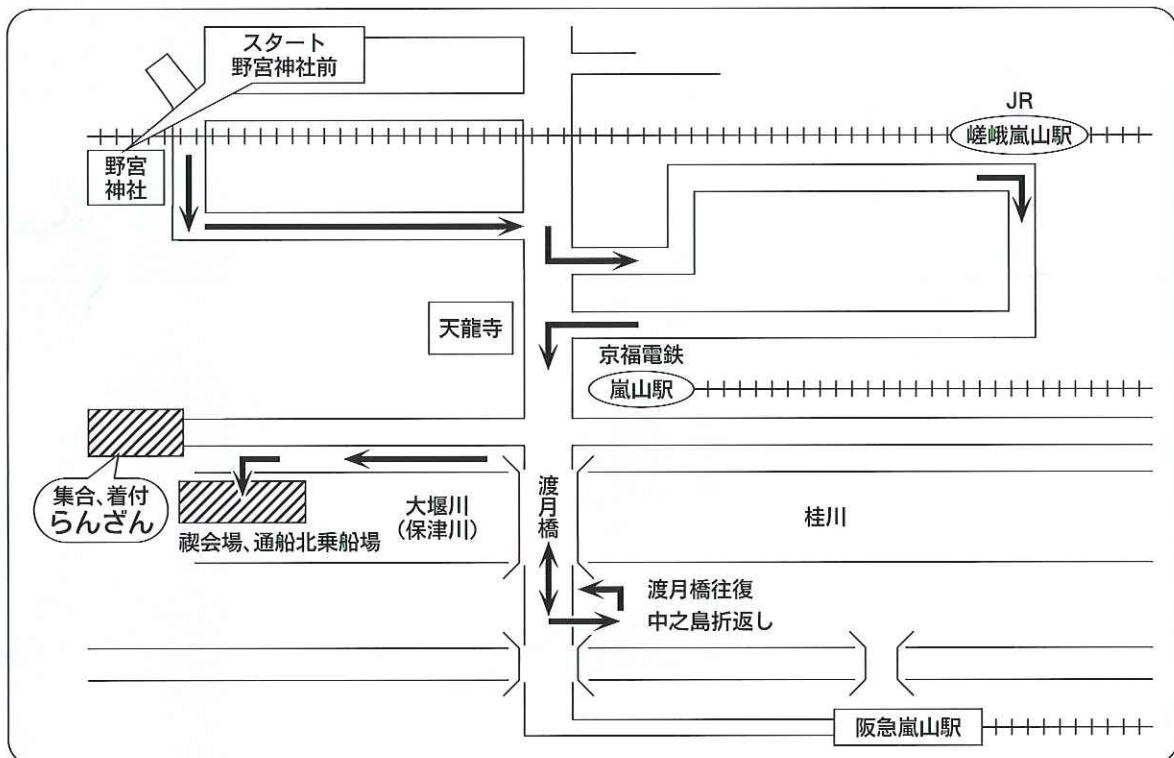 スタート
野宮神社前
JR
嵯峨嵐山駅
野宮
神社
天龍寺
京福電鉄
嵐山駅
集合、着付
らんざん
禊会場、通船北乗船場
大堰川
(保津川)
渡月橋
桂川
渡月橋往復
中之島折返し
阪急嵐山駅